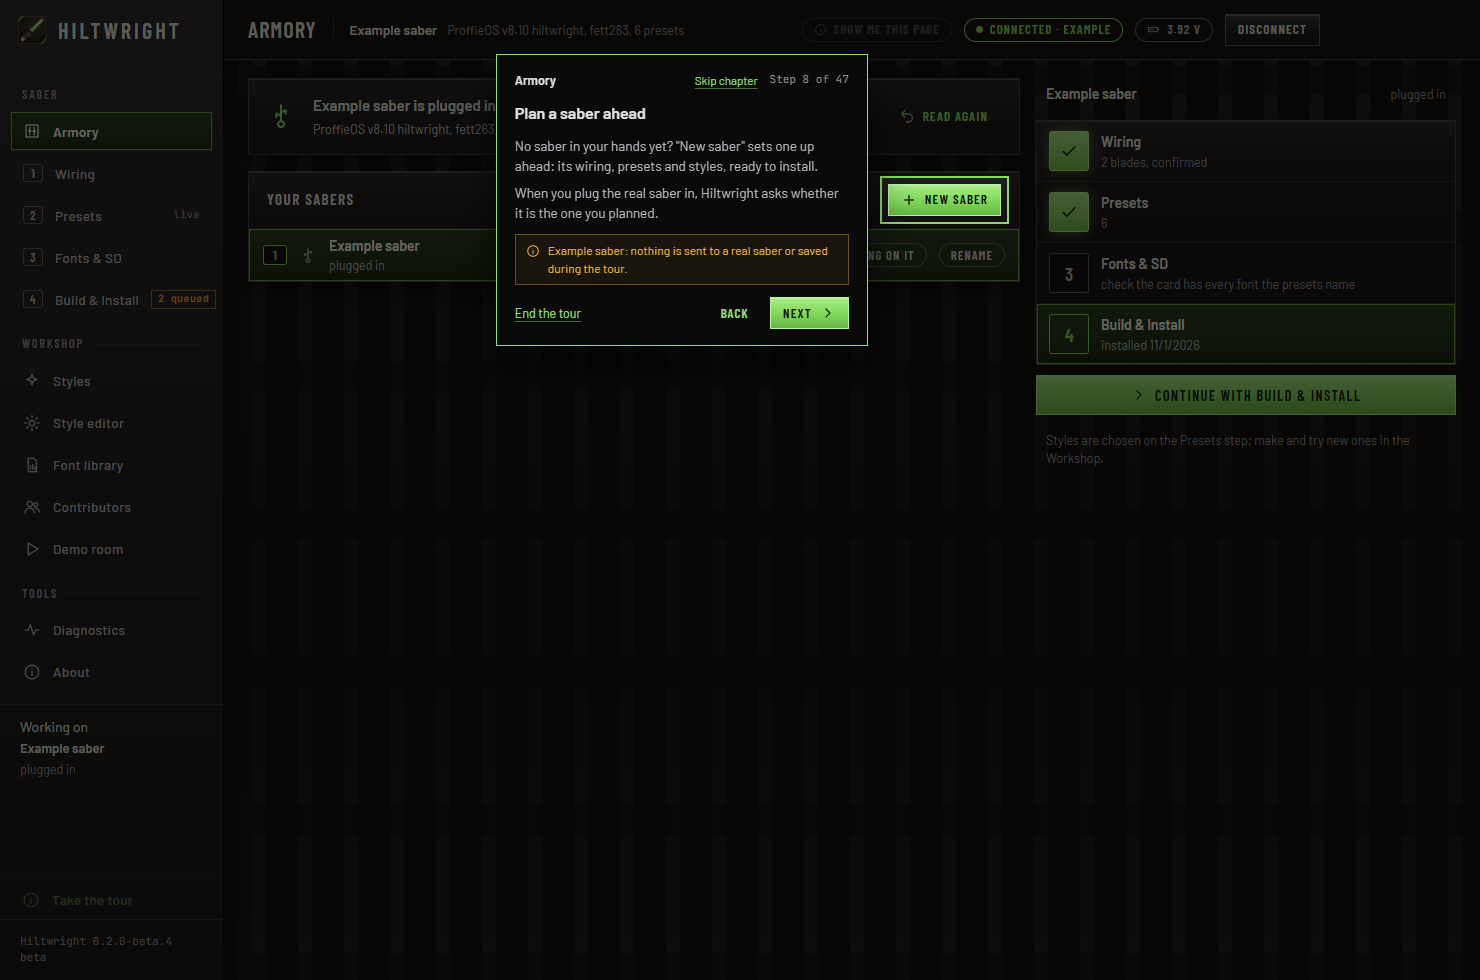 HILTWRIGHT
ARMORY
Example saber
ProffieOS v8.10 hiltwright, fett263, 6 presets
SHOW ME THIS PAGE
CONNECTED · EXAMPLE
3.92 V
DISCONNECT
SABER
Armory
1 Wiring
2 Presets live
3 Fonts & SD
4 Build & Install 2 queued
WORKSHOP
Styles
Style editor
Font library
Contributors
Demo room
TOOLS
Diagnostics
About
Working on
Example saber
plugged in
Take the tour
Hiltwright 0.2.0-beta.4
beta
Example saber is plugged in
ProffieOS v8.10 hiltwright, fett263
READ AGAIN
YOUR SABERS
NEW SABER
1 Example saber
plugged in
NG ON IT
RENAME
Armory
Skip chapter
Step 8 of 47
Plan a saber ahead
No saber in your hands yet? "New saber" sets one up
ahead: its wiring, presets and styles, ready to install.
When you plug the real saber in, Hiltwright asks whether
it is the one you planned.
Example saber: nothing is sent to a real saber or saved
during the tour.
End the tour
BACK
NEXT
Example saber
plugged in
Wiring
2 blades, confirmed
Presets
6
3 Fonts & SD
check the card has every font the presets name
4 Build & Install
installed 11/1/2026
CONTINUE WITH BUILD & INSTALL
Styles are chosen on the Presets step; make and try new ones in the
Workshop.